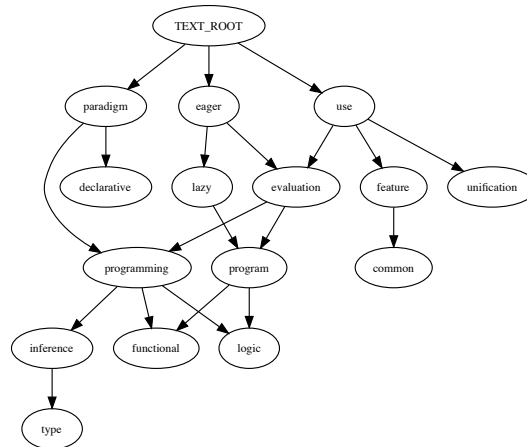 TEXT_ROOT
paradigm eager use
declarative lazy evaluation feature unification
programming program common
inference functional logic
type